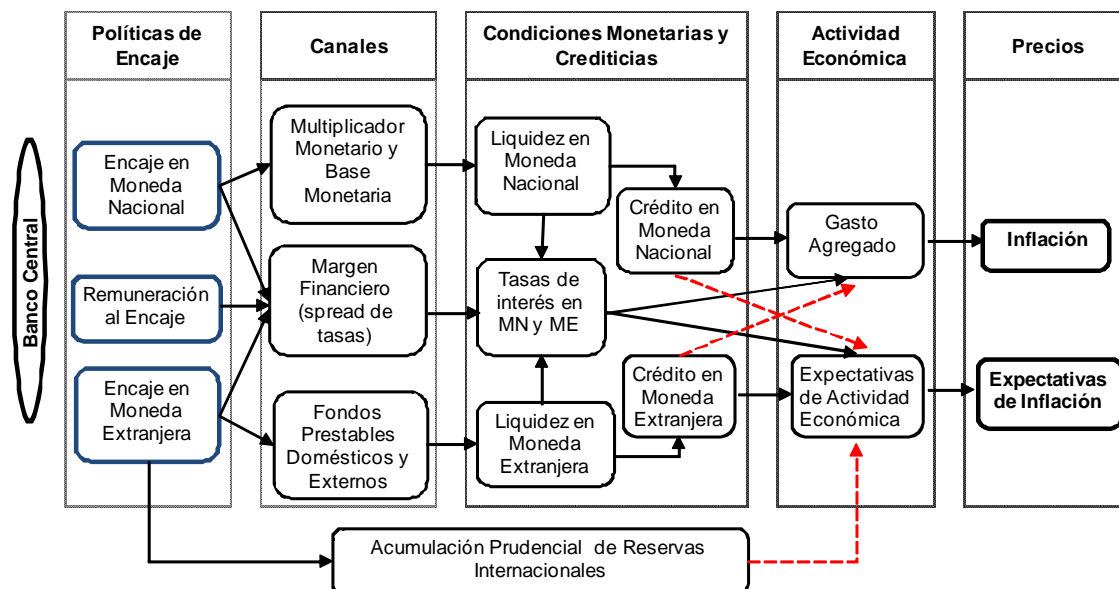 Políticas de
Encaje
Canales
Condiciones Monetarias y
Crediticias
Actividad
Económica
Precios
Banco Central
Encaje en
Moneda
Nacional
Remuneración
al Encaje
Encaje en
Moneda
Extranjera
Multiplicador
Monetario y
Base
Monetaria
Margen
Financiero
(spread de
tasas)
Fondos
Prestables
Domésticos y
Externos
Liquidez en
Moneda
Nacional
Crédito en
Moneda
Nacional
Tasas de
interés en
MN y ME
Crédito en
Moneda
Extranjera
Liquidez en
Moneda
Extranjera
Gasto
Agregado
Expectativas
de Actividad
Económica
Inflación
Expectativas
de Inflación
Acumulación Prudencial de Reservas
Internacionales